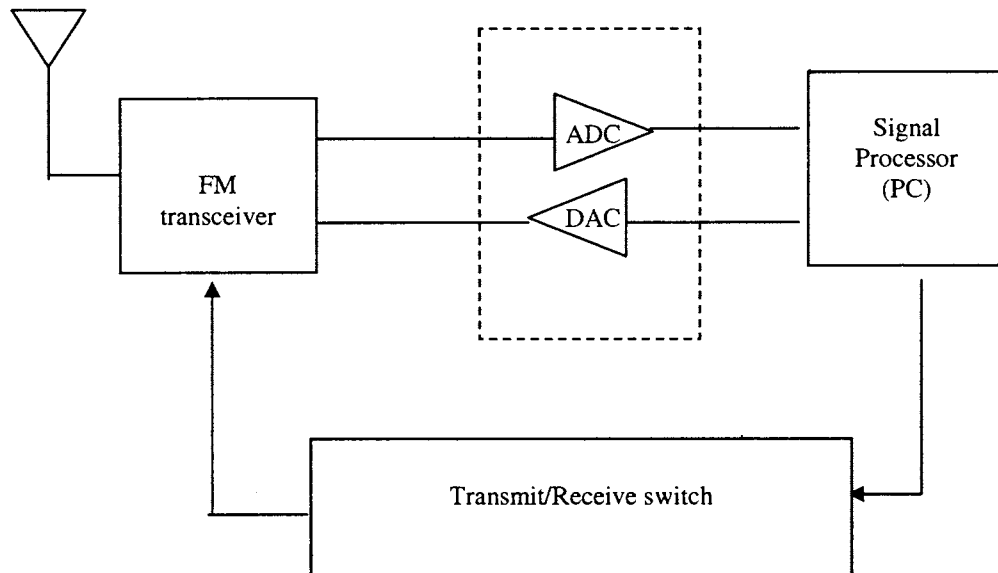 ADC
Signal
Processor
(PC)
FM
transceiver
DAC
Transmit/Receive switch